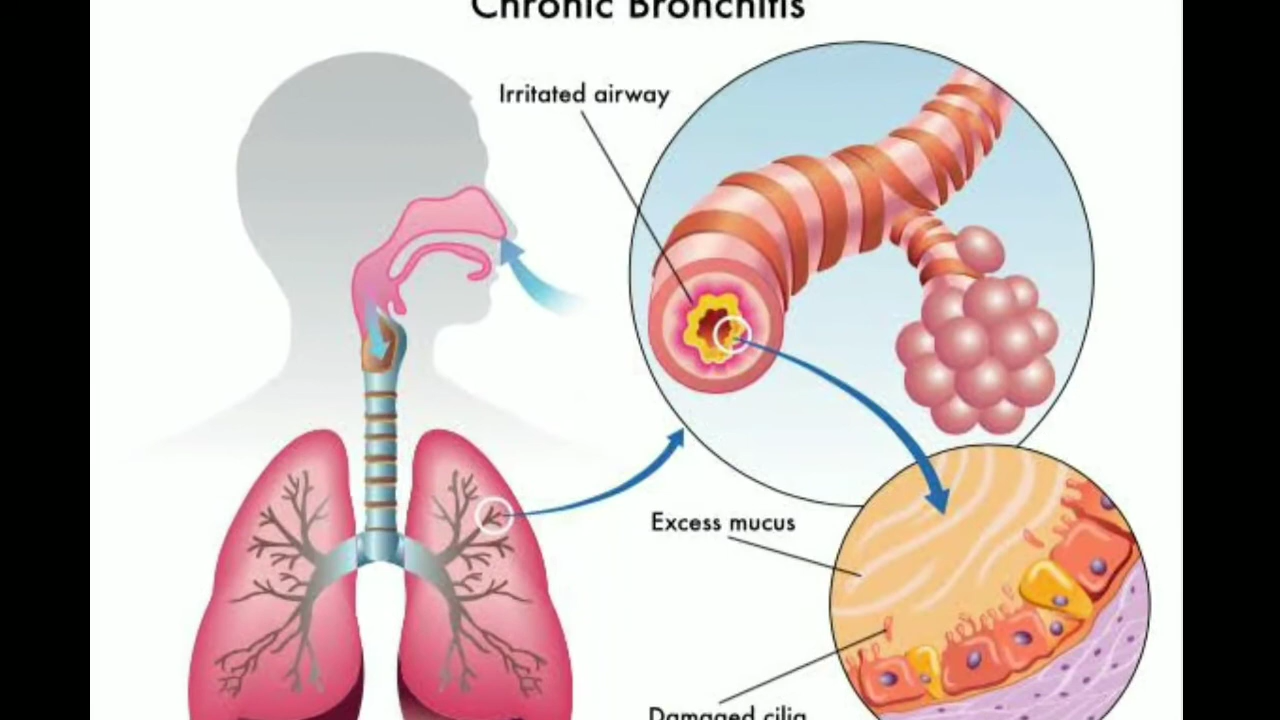 Chronic Bronchitis
Irritated airway
Excess mucus
Damaged cilia